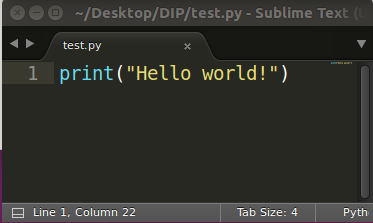 ~/Desktop/DIP/test.py - Sublime Text (
test.py
1 print("Hello world!")
Line 1, Column 22
Tab Size: 4
Pyth